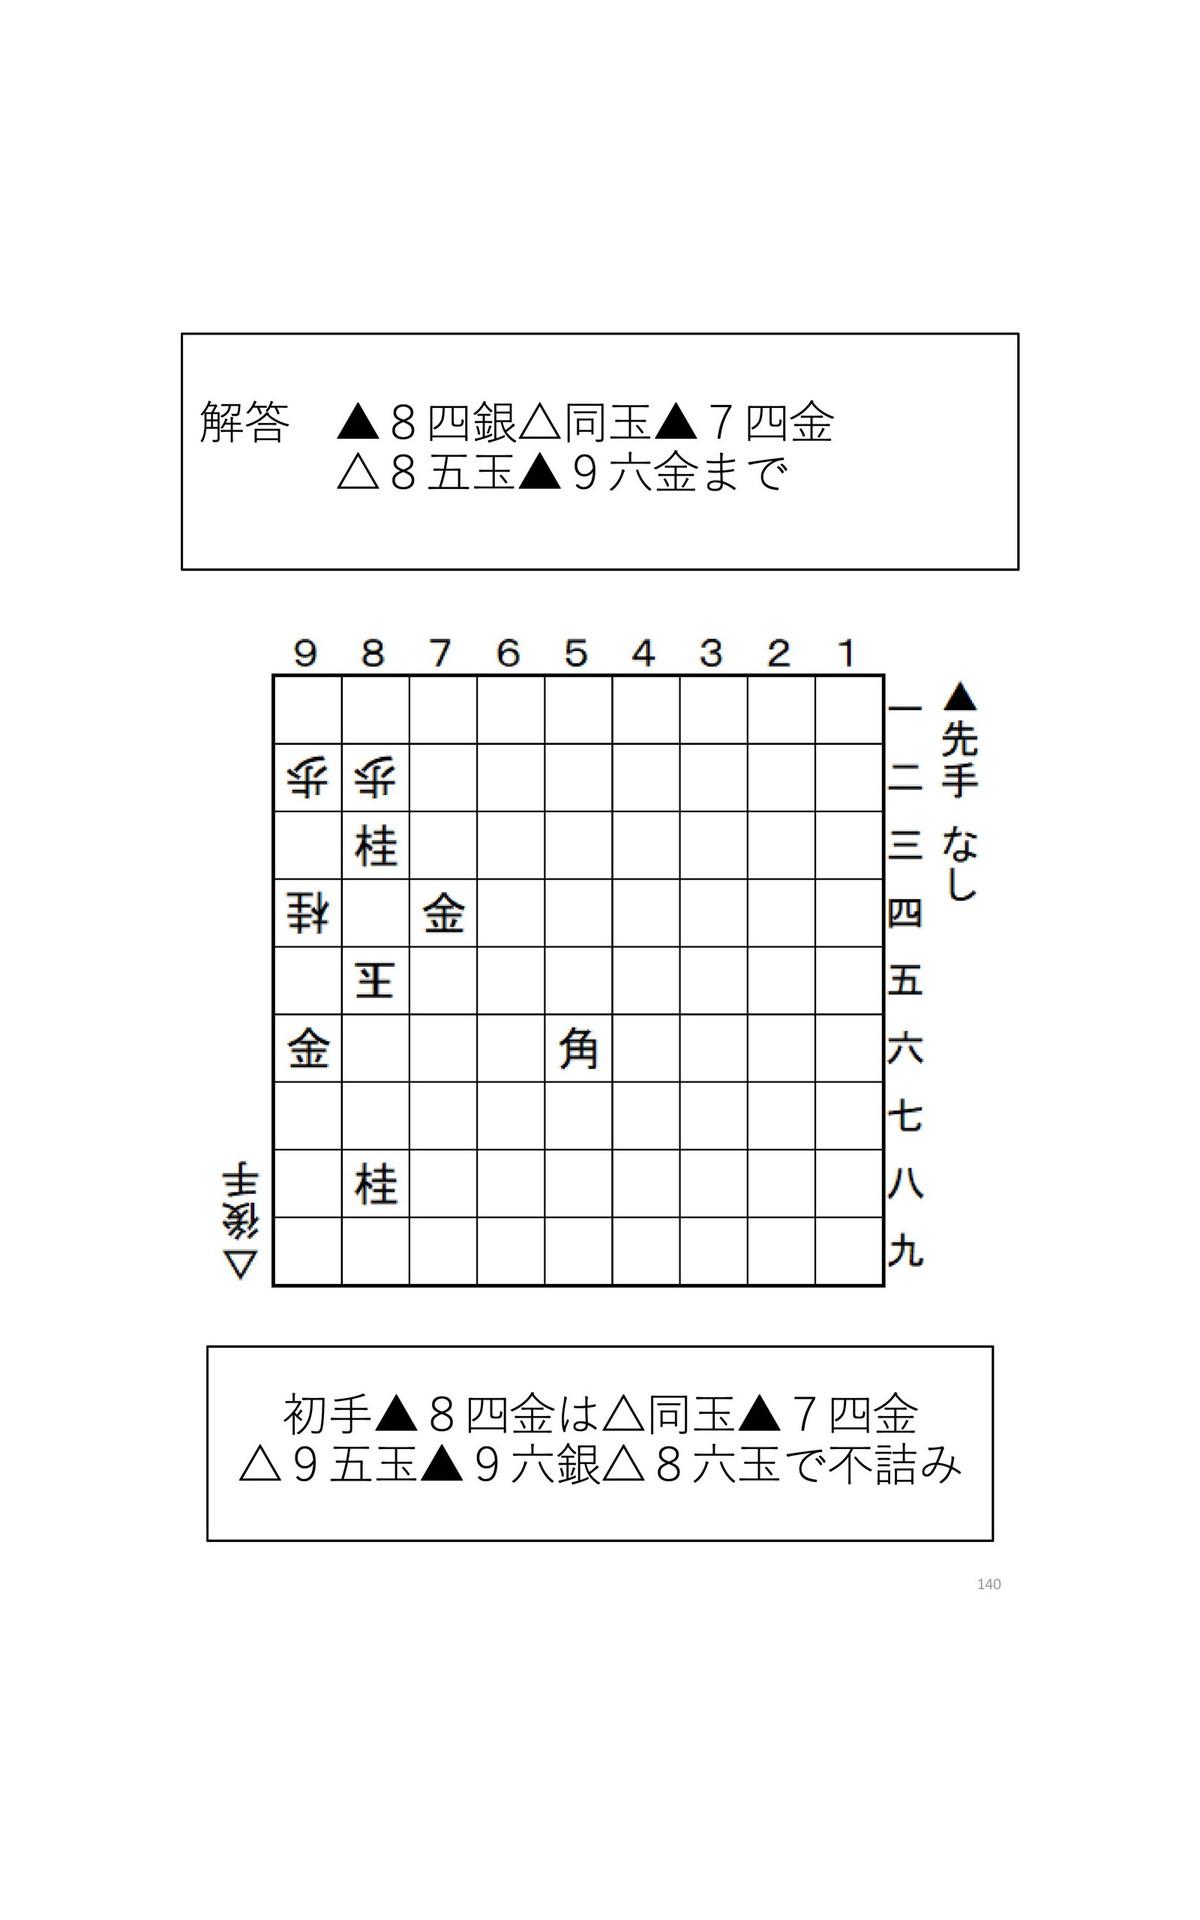 解答　▲８四銀△同玉▲７四金
△８五玉▲９六金まで
９ ８ ７ ６ ５ ４ ３ ２ １
一
歩 歩 二
桂 三
桂 金 四
王 五
金 角 六
七
桂 八
九
▲先手　なし
△後手
初手▲８四金は△同玉▲７四金
△９五玉▲９六銀△８六玉で不詰み
140